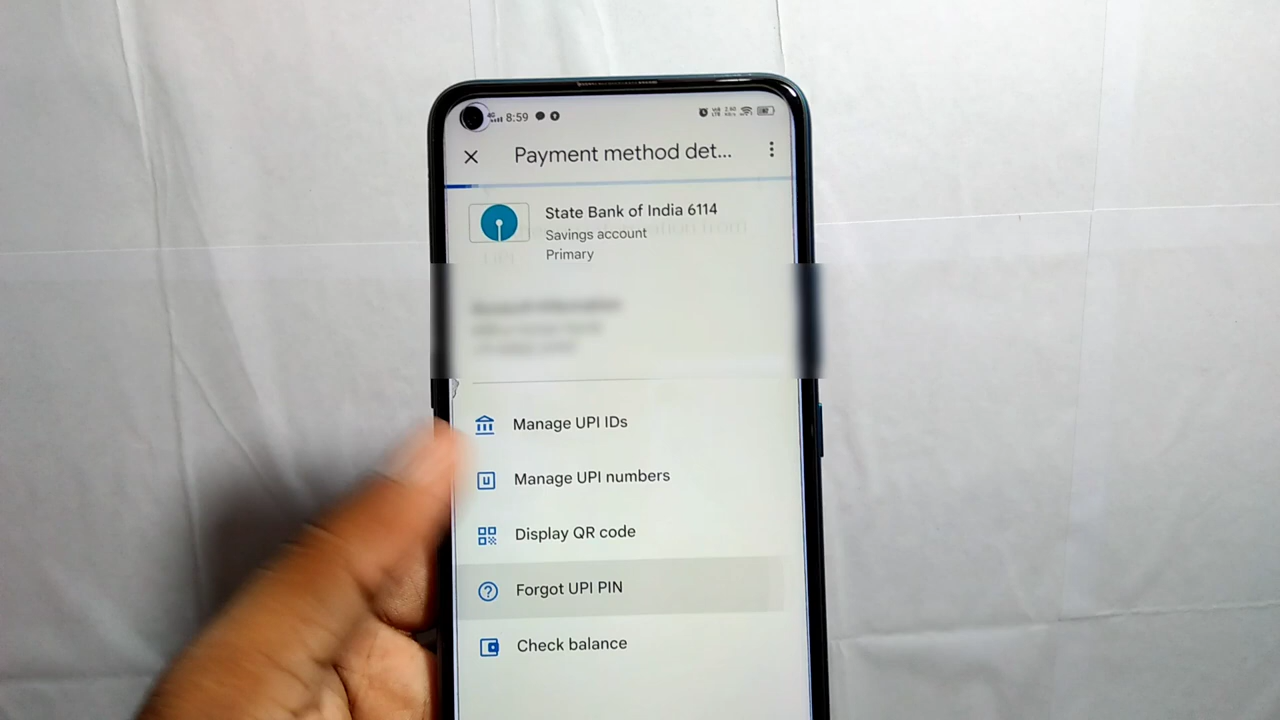 8:59
Payment method det...
State Bank of India 6114
Savings account
Primary
Manage UPI IDs
Manage UPI numbers
Display QR code
Forgot UPI PIN
Check balance